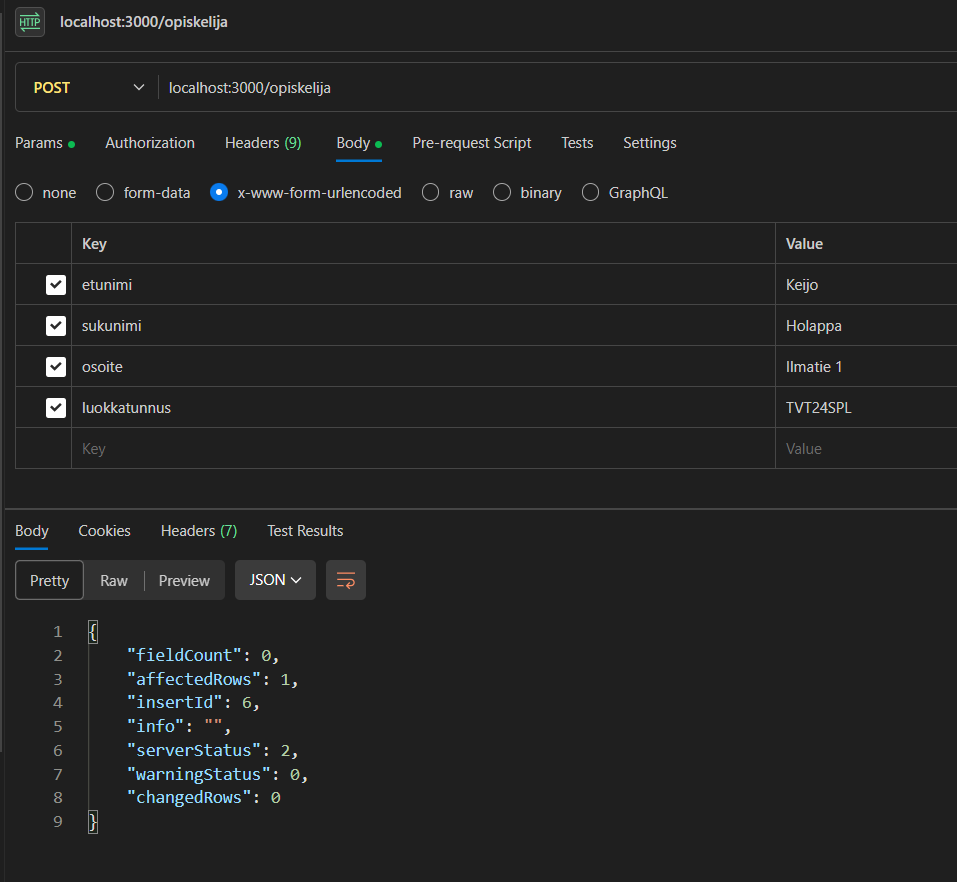 HTTP localhost:3000/opiskelija
POST localhost:3000/opiskelija
Params Authorization Headers (9) Body Pre-request Script Tests Settings
none form-data x-www-form-urlencoded raw binary GraphQL
Key Value
etunimi Keijo
sukunimi Holappa
osoite Ilmatie 1
luokkatunnus TVT24SPL
Key Value
Body Cookies Headers (7) Test Results
Pretty Raw Preview JSON
1 {
2 "fieldCount": 0,
3 "affectedRows": 1,
4 "insertId": 6,
5 "info": "",
6 "serverStatus": 2,
7 "warningStatus": 0,
8 "changedRows": 0
9 }